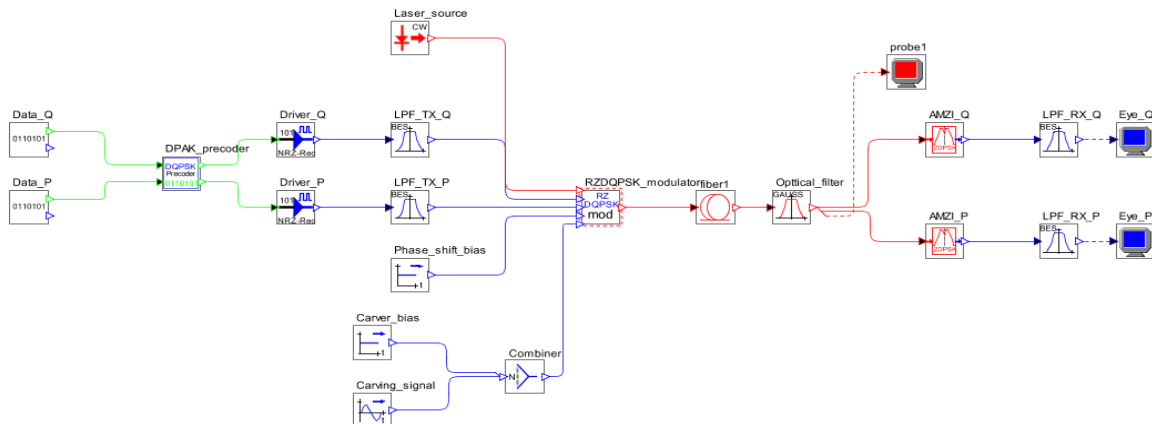 Laser_source
CW
probe1
Data_Q
0110101
Driver_Q
101
NRZ-Rec
LPF_TX_Q
BES
AMZI_Q
2DPSK
LPF_RX_Q
BES
Eye_Q
DPAK_precoder
DQPSK
Precoder
0110101
Data_P
0110101
Driver_P
101
NRZ-Rec
LPF_TX_P
BES
RZDQPSK_modulator
RZ
DQPSK
mod
fiber1
Opttical_filter
GAUSS
AMZI_P
2DPSK
LPF_RX_P
BES
Eye_P
Phase_shift_bias
t
Carver_bias
t
Combiner
N
Carving_signal
t